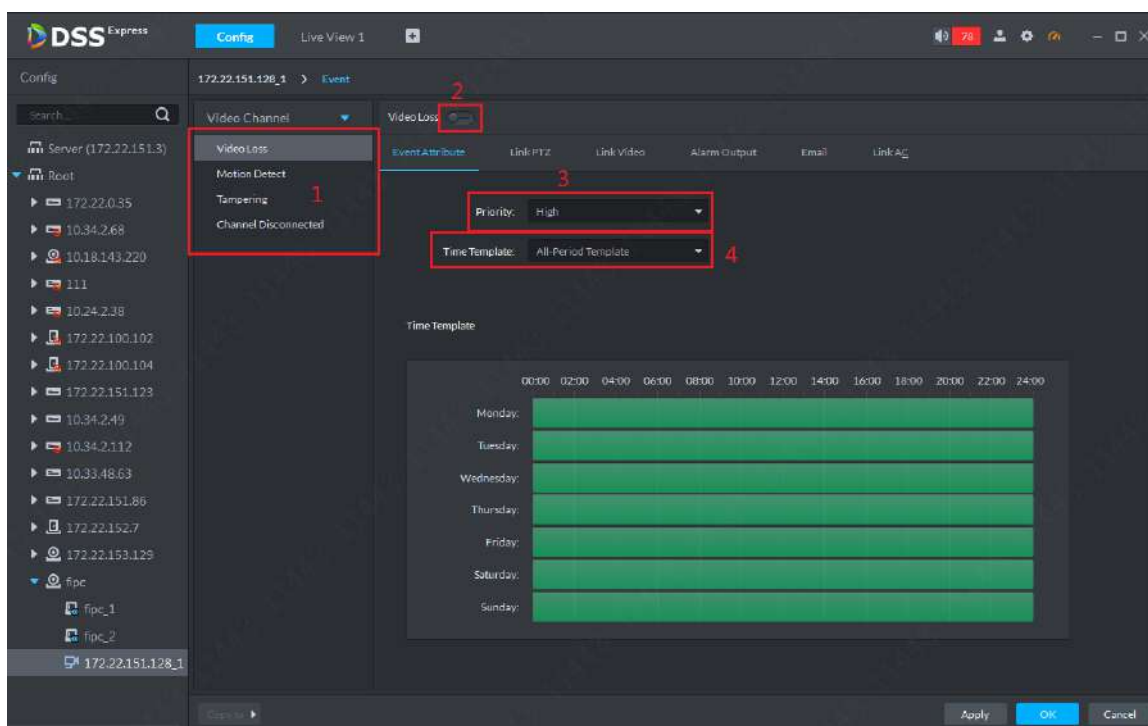 DSS Express
Config
Live View 1
78
Config
172.22.151.128_1 > Event
Search...
Server (172.22.151.3)
Root
172.22.0.35
10.34.2.68
10.18.143.220
111
10.24.2.38
172.22.100.102
172.22.100.104
172.22.151.123
10.34.2.49
10.34.2.112
10.33.48.63
172.22.151.86
172.22.152.7
172.22.153.129
fipc
fipc_1
fipc_2
172.22.151.128_1
Video Channel
Video Loss
Motion Detect
Tampering
Channel Disconnected
1
Video Loss
2
Event Attribute
Link PTZ
Link Video
Alarm Output
Email
Link AC
3
Priority: High
Time Template: All-Period Template
4
Time Template
00:00 02:00 04:00 06:00 08:00 10:00 12:00 14:00 16:00 18:00 20:00 22:00 24:00
Monday:
Tuesday:
Wednesday:
Thursday:
Friday:
Saturday:
Sunday:
Copy to
Apply
OK
Cancel